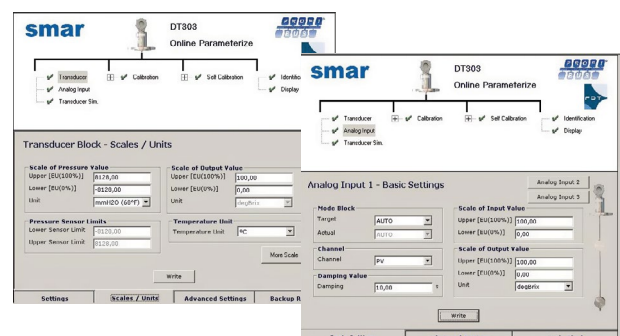 smar
DT303
Online Parameterize
Transducer
Analog Input
Transducer Sim.
Calibration
Self Calibration
Display
Transducer Block - Scales / Units
Scale of Pressure Value
Upper [EU(100%)] 8128,00
Lower [EU(0%)] -8128,00
Unit mmH2O (68°F)
Scale of Output Value
Upper [EU(100%)] 100,00
Lower [EU(0%)] 0,00
Unit degBrix
Pressure Sensor Limits
Lower Sensor Limit -8128,00
Upper Sensor Limit 8128,00
Temperature Unit
Temperature Unit ºC
More Scale
Write
Settings
Scales / Units
Advanced Settings
Backup R
smar
DT303
Online Parameterize
FDT
Transducer
Analog Input
Transducer Sim.
Calibration
Self Calibration
Identification
Display
Analog Input 1 - Basic Settings
Analog Input 2
Analog Input 3
Mode Block
Target AUTO
Actual AUTO
Scale of Input Value
Upper [EU(100%)] 100,00
Lower [EU(0%)] 0,00
Channel
Channel PV
Scale of Output Value
Upper [EU(100%)] 100,00
Lower [EU(0%)] 0,00
Unit degBrix
Damping Value
Damping 10,00 s
Write